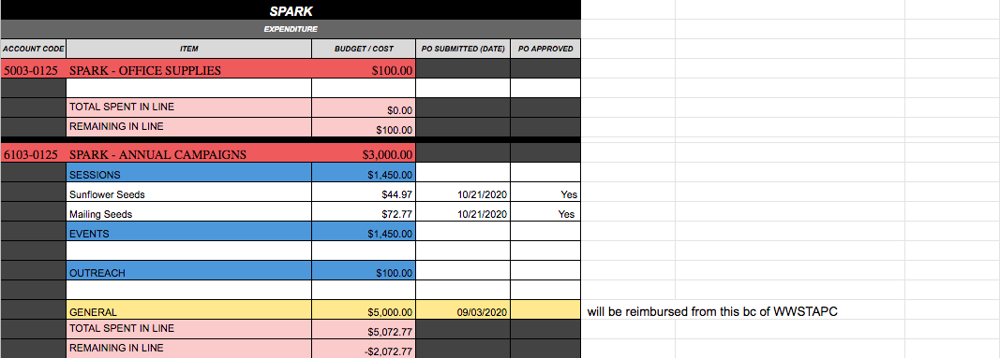 SPARK
EXPENDITURE
ACCOUNT CODE ITEM BUDGET / COST PO SUBMITTED (DATE) PO APPROVED
5003-0125 SPARK - OFFICE SUPPLIES $100.00
TOTAL SPENT IN LINE $0.00
REMAINING IN LINE $100.00
6103-0125 SPARK - ANNUAL CAMPAIGNS $3,000.00
SESSIONS $1,450.00
Sunflower Seeds $44.97 10/21/2020 Yes
Mailing Seeds $72.77 10/21/2020 Yes
EVENTS $1,450.00
OUTREACH $100.00
GENERAL $5,000.00 09/03/2020 will be reimbursed from this bc of WWSTAPC
TOTAL SPENT IN LINE $5,072.77
REMAINING IN LINE -$2,072.77